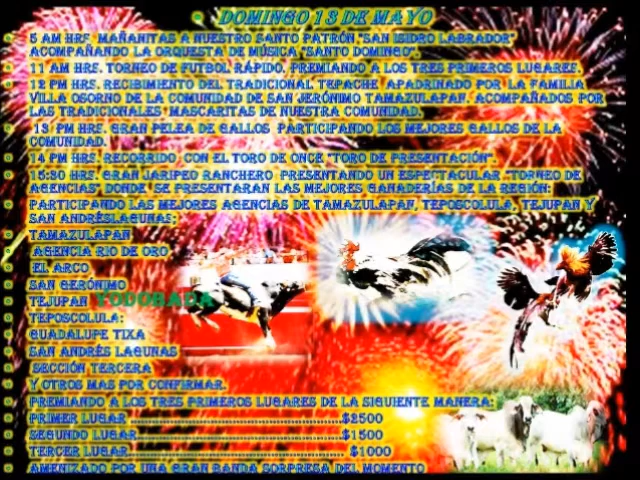 DOMINGO 13 DE MAYO
5 AM HRS. MAÑANITAS A NUESTRO SANTO PATRÓN "SAN ISIDRO LABRADOR"
ACOMPAÑANDO LA ORQUESTA DE MÚSICA "SANTO DOMINGO".
11 AM HRS. TORNEO DE FUTBOL RÁPIDO. PREMIANDO A LOS TRES PRIMEROS LUGARES.
12 PM HRS. RECIBIMIENTO DEL TRADICIONAL TEPACHE APADRINADO POR LA FAMILIA
VILLA OSORNO DE LA COMUNIDAD DE SAN JERÓNIMO TAMAZULAPAN. ACOMPAÑADOS POR
LAS TRADICIONALES MASCARITAS DE NUESTRA COMUNIDAD.
13 PM HRS. GRAN PELEA DE GALLOS PARTICIPANDO LOS MEJORES GALLOS DE LA
COMUNIDAD.
14 PM HRS. RECORRIDO CON EL TORO DE ONCE "TORO DE PRESENTACIÓN".
15:30 HRS. GRAN JARIPEO RANCHERO PRESENTANDO UN ESPECTACULAR "TORNEO DE
AGENCIAS" DONDE SE PRESENTARAN LAS MEJORES GANADERÍAS DE LA REGIÓN:
PARTICIPANDO LAS MEJORES AGENCIAS DE TAMAZULAPAN, TEPOSCOLULA, TEJUPAN Y
SAN ANDRÉSLAGUNAS:
TAMAZULAPAN
AGENCIA RIO DE ORO
EL ARCO
SAN GERÓNIMO
TEJUPAN YODOBADA
TEPOSCOLULA:
GUADALUPE TIXA
SAN ANDRÉS LAGUNAS
SECCIÓN TERCERA
Y OTROS MAS POR CONFIRMAR.
PREMIANDO A LOS TRES PRIMEROS LUGARES DE LA SIGUIENTE MANERA:
PRIMER LUGAR ................................................$2500
SEGUNDO LUGAR...............................................$1500
TERCER LUGAR................................................. $1000
AMENIZADO POR UNA GRAN BANDA SORPRESA DEL MOMENTO